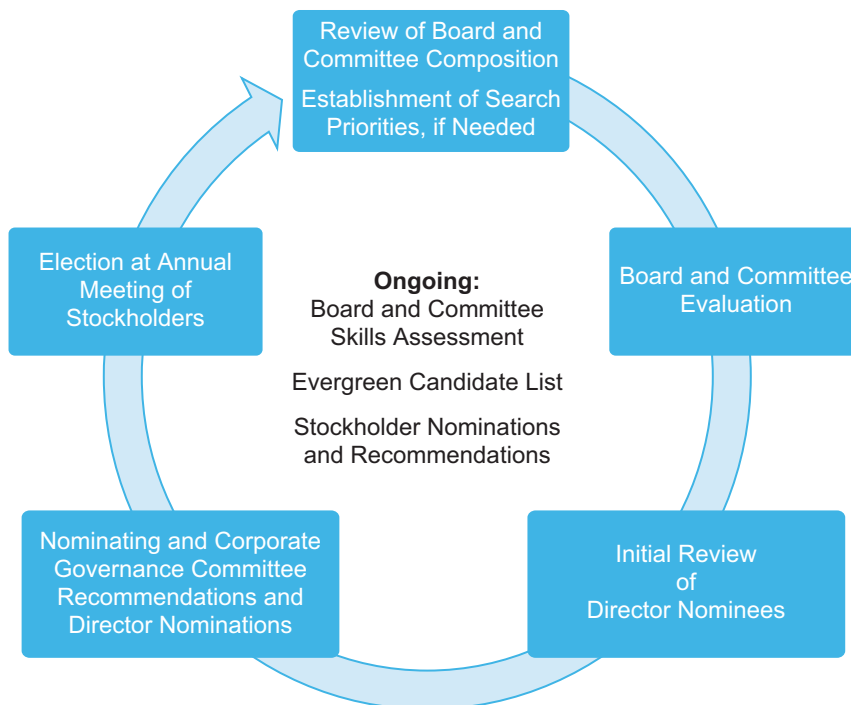 Review of Board and
Committee Composition
Establishment of Search
Priorities, if Needed
Board and Committee
Evaluation
Initial Review
of
Director Nominees
Nominating and Corporate
Governance Committee
Recommendations and
Director Nominations
Election at Annual
Meeting of
Stockholders
Ongoing:
Board and Committee
Skills Assessment
Evergreen Candidate List
Stockholder Nominations
and Recommendations